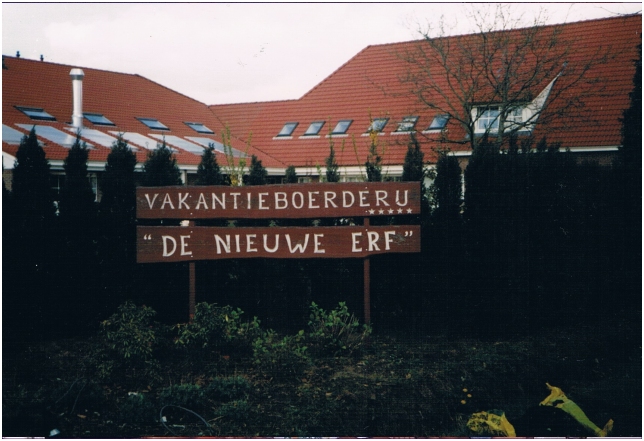 VAKANTIEBOERDERIJ
★★★★★
“DE NIEUWE ERF”